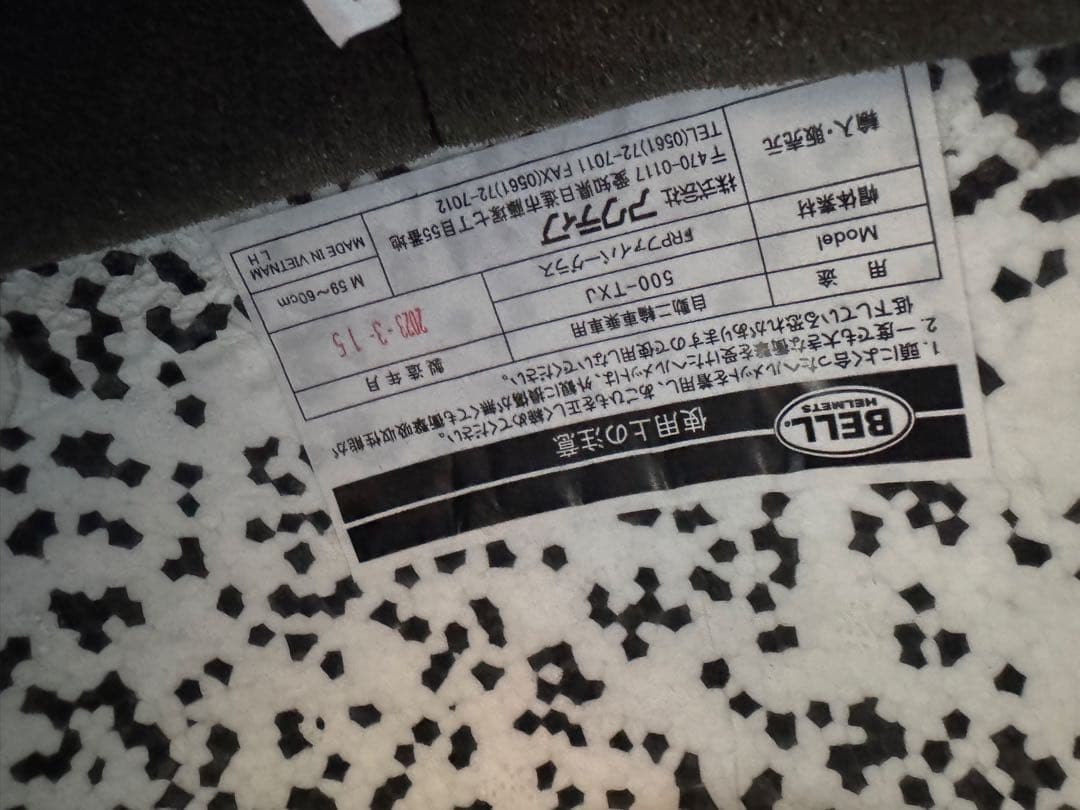 BELL®
HELMETS
使用上の注意
1. 頭によく合ったヘルメットを着用し、あごひもを正しく締めてください。
2. 一度でも大きな衝撃を受けたヘルメットは、外観に損傷が無くても衝撃吸収性能が
低下している恐れがありますので使用しないでください。
用 途 自動二輪車乗車用 製造年月
Model 500-TXJ 2023-3-15
帽体素材 FRPファイバーグラス M 59~60cm
輸入・販売元 株式会社 アクティブ MADE IN VIETNAM
〒470-0117 愛知県日進市藤塚七丁目55番地 L H
TEL(0561)72-7011 FAX(0561)72-7012